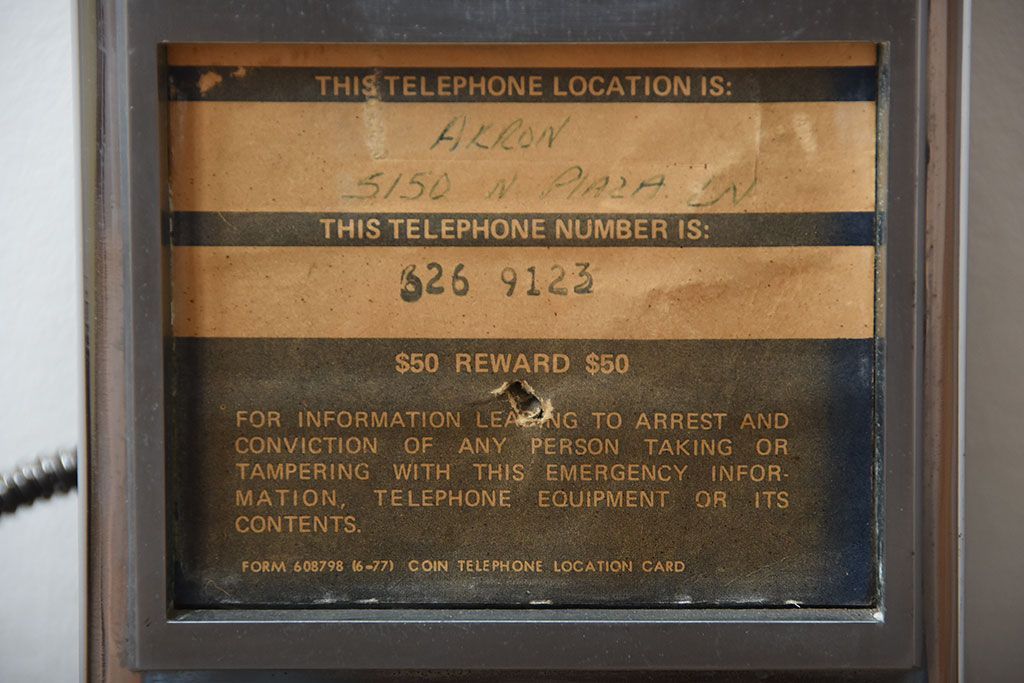 THIS TELEPHONE LOCATION IS:
AKRON
5150 N PLAZA LN
THIS TELEPHONE NUMBER IS:
626 9123
$50 REWARD $50
FOR INFORMATION LEADING TO ARREST AND
CONVICTION OF ANY PERSON TAKING OR
TAMPERING WITH THIS EMERGENCY INFOR-
MATION, TELEPHONE EQUIPMENT OR ITS
CONTENTS.
FORM 608798 (6-77) COIN TELEPHONE LOCATION CARD